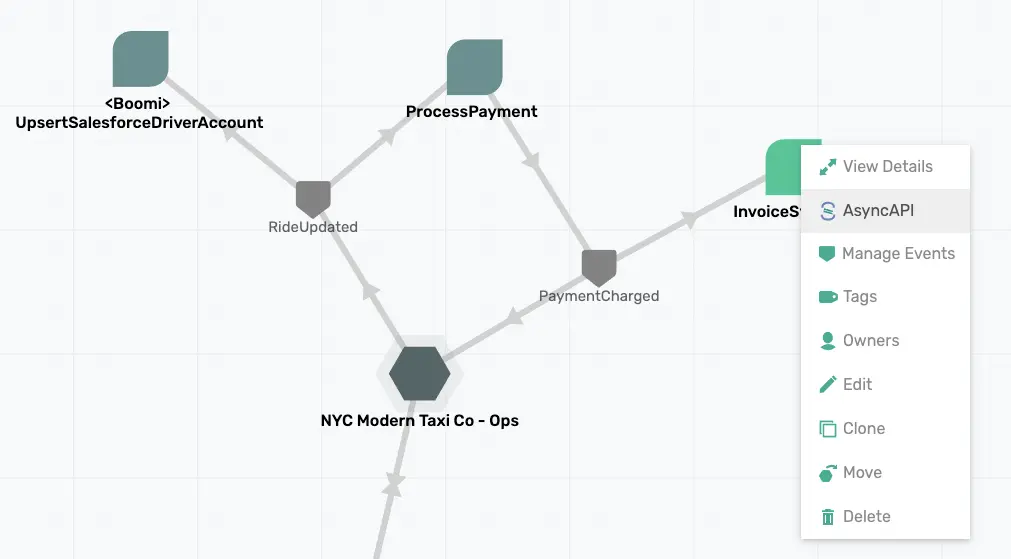 <Boomi>
UpsertSalesforceDriverAccount
ProcessPayment
RideUpdated
PaymentCharged
NYC Modern Taxi Co - Ops
View Details
AsyncAPI
Manage Events
Tags
Owners
Edit
Clone
Move
Delete